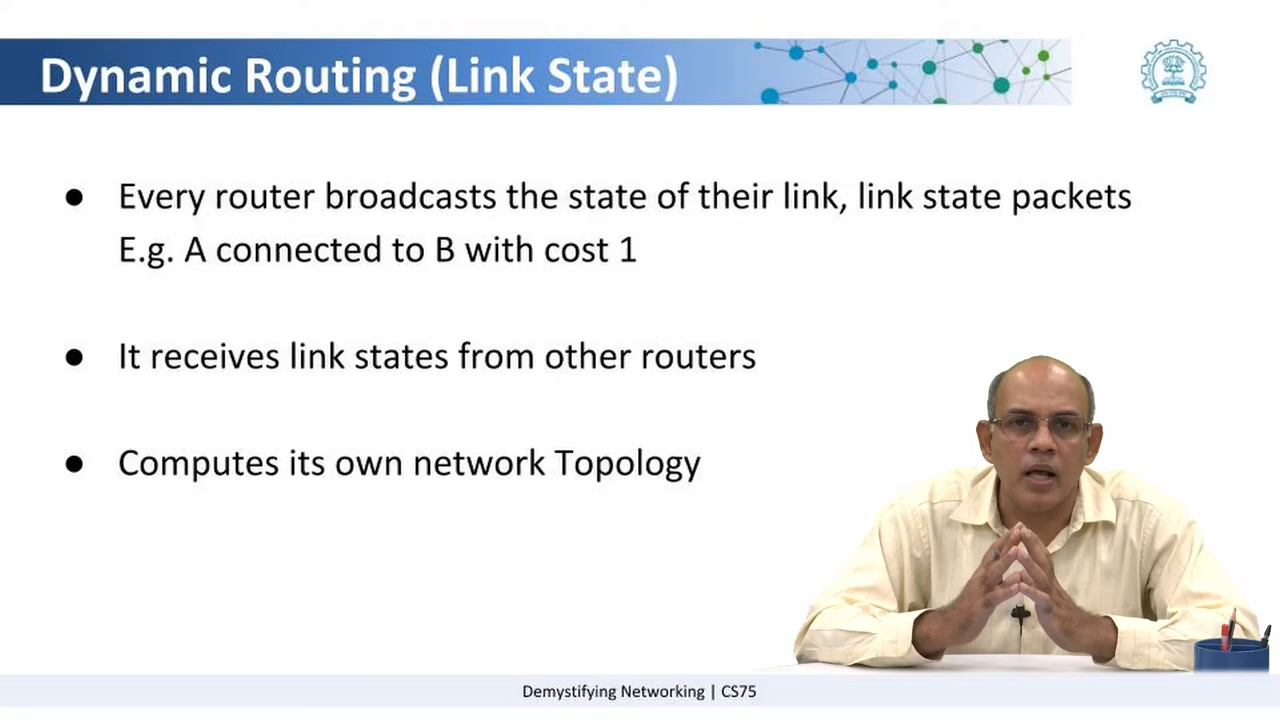 Dynamic Routing (Link State)
● Every router broadcasts the state of their link, link state packets
E.g. A connected to B with cost 1
● It receives link states from other routers
● Computes its own network Topology
Demystifying Networking | CS75